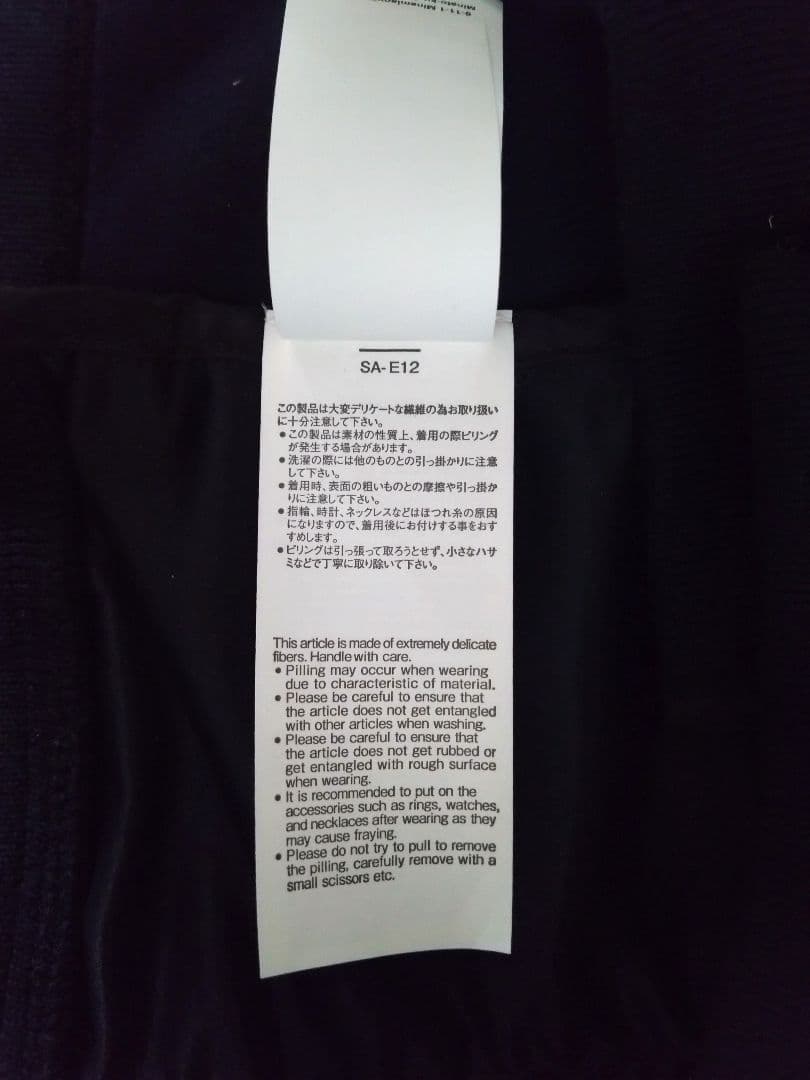 SA-E12
この製品は大変デリケートな繊維の為お取り扱い
に十分注意して下さい。
●この製品は素材の性質上、着用の際ピリング
が発生する場合があります。
●洗濯の際には他のものとの引っ掛かりに注意
して下さい。
●着用時、表面の粗いものとの摩擦や引っ掛か
りに注意して下さい。
●指輪、時計、ネックレスなどはほつれ糸の原因
になりますので、着用後にお付けする事をおす
すめします。
●ピリングは引っ張って取ろうとせず、小さなハサ
ミなどで丁寧に取り除いて下さい。
This article is made of extremely delicate
fibers. Handle with care.
● Pilling may occur when wearing
due to characteristic of material.
● Please be careful to ensure that
the article does not get entangled
with other articles when washing.
● Please be careful to ensure that
the article does not get rubbed or
get entangled with rough surface
when wearing.
● It is recommended to put on the
accessories such as rings, watches,
and necklaces after wearing as they
may cause fraying.
● Please do not try to pull to remove
the pilling, carefully remove with a
small scissors etc.